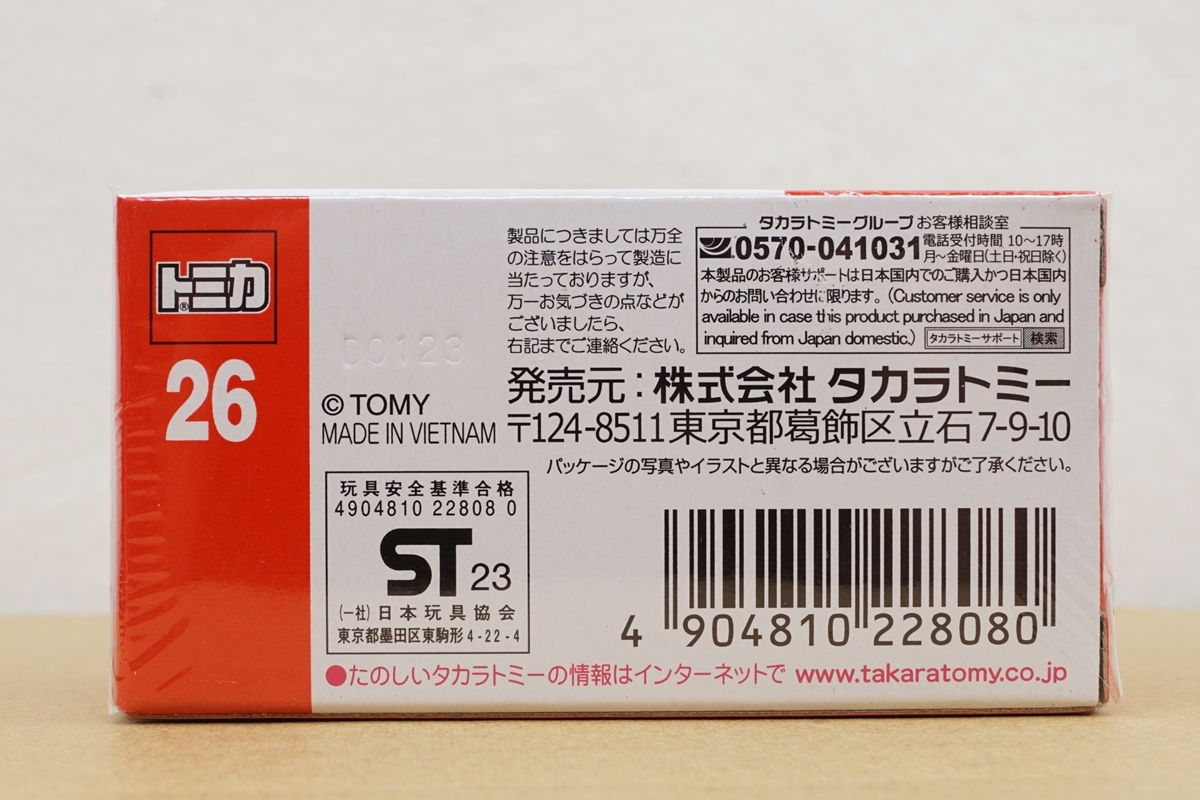 トミカ®
26
D0123
© TOMY
MADE IN VIETNAM
製品につきましては万全
の注意をはらって製造に
当たっておりますが、
万一お気づきの点などが
ございましたら、
右記までご連絡ください。
タカラトミーグループ お客様相談室
0570-041031 電話受付時間 10〜17時
月〜金曜日(土日・祝日除く)
本製品のお客様サポートは日本国内でのご購入かつ日本国内
からのお問い合わせに限ります。(Customer service is only
available in case this product purchased in Japan and
inquired from Japan domestic.) タカラトミーサポート 検索
発売元：株式会社 タカラトミー
〒124-8511 東京都葛飾区立石 7-9-10
パッケージの写真やイラストと異なる場合がございますがご了承ください。
玩具安全基準合格
4904810 22808 0
ST 23
(一社) 日本玩具協会
東京都墨田区東駒形 4-22-4
4 904810 228080
●たのしいタカラトミーの情報はインターネットで www.takaratomy.co.jp